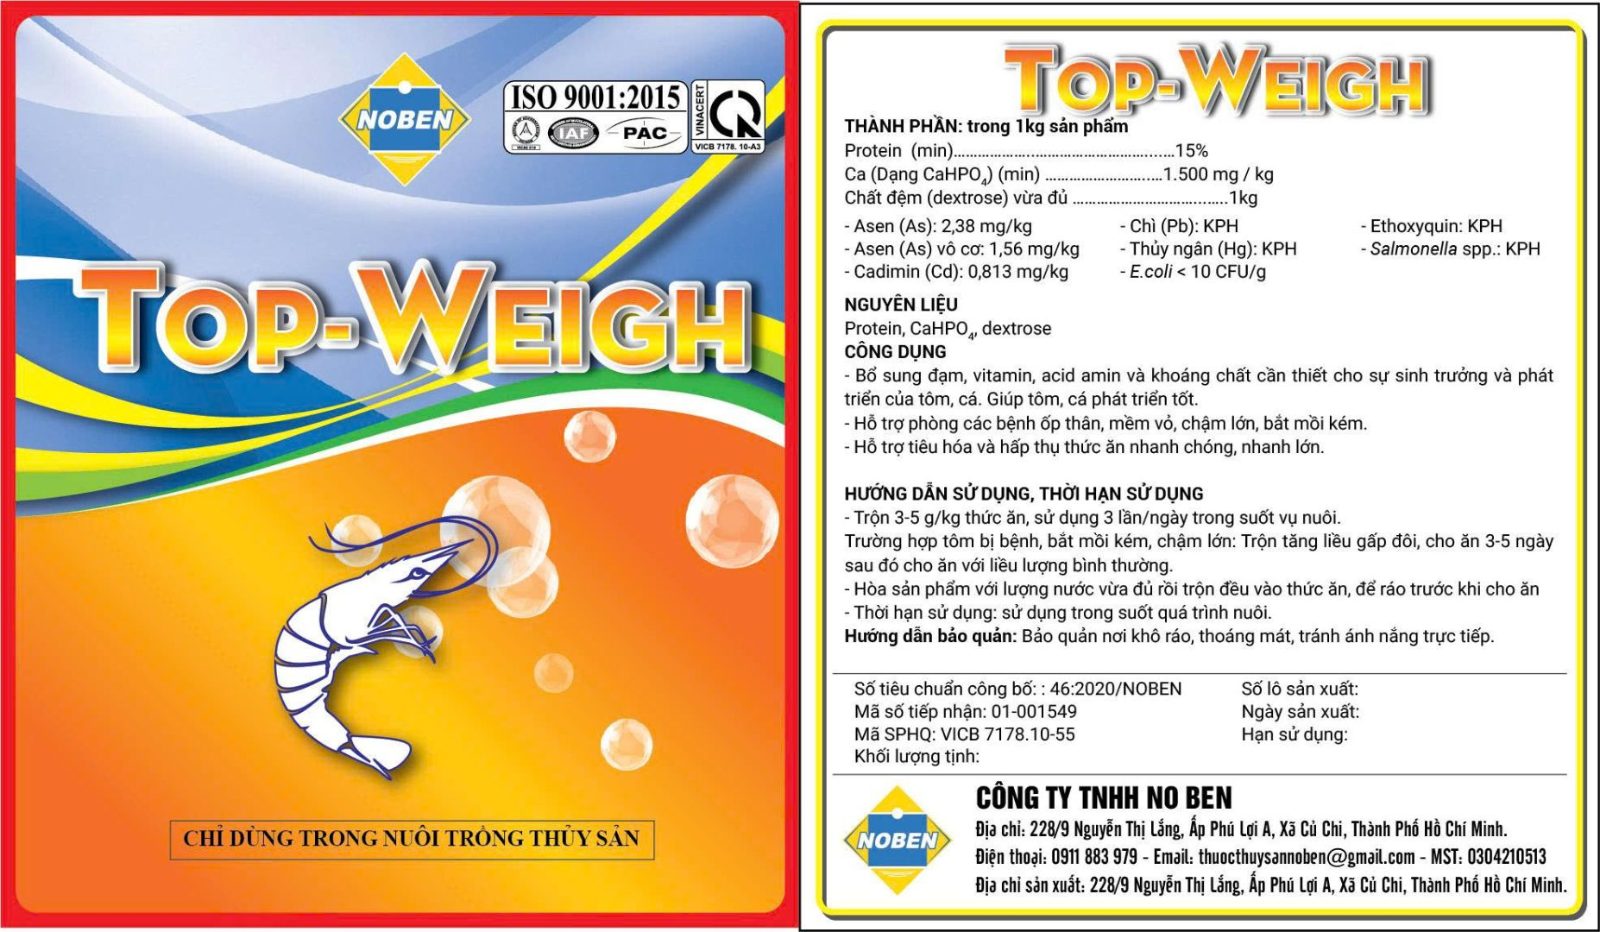 NOBEN
ISO 9001:2015
IAF
PAC
VINACERT
VICB 7178. 10-A3
TOP-WEIGH
CHỈ DÙNG TRONG NUÔI TRỒNG THỦY SẢN
TOP-WEIGH
THÀNH PHẦN: trong 1kg sản phẩm
Protein (min)..................................................15%
Ca (Dạng CaHPO₄) (min) ..........................1.500 mg / kg
Chất đệm (dextrose) vừa đủ ..................................1kg
- Asen (As): 2,38 mg/kg - Chì (Pb): KPH - Ethoxyquin: KPH
- Asen (As) vô cơ: 1,56 mg/kg - Thủy ngân (Hg): KPH - Salmonella spp.: KPH
- Cadimin (Cd): 0,813 mg/kg - E.coli < 10 CFU/g
NGUYÊN LIỆU
Protein, CaHPO₄, dextrose
CÔNG DỤNG
- Bổ sung đạm, vitamin, acid amin và khoáng chất cần thiết cho sự sinh trưởng và phát
triển của tôm, cá. Giúp tôm, cá phát triển tốt.
- Hỗ trợ phòng các bệnh ốp thân, mềm vỏ, chậm lớn, bắt mồi kém.
- Hỗ trợ tiêu hóa và hấp thụ thức ăn nhanh chóng, nhanh lớn.
HƯỚNG DẪN SỬ DỤNG, THỜI HẠN SỬ DỤNG
- Trộn 3-5 g/kg thức ăn, sử dụng 3 lần/ngày trong suốt vụ nuôi.
Trường hợp tôm bị bệnh, bắt mồi kém, chậm lớn: Trộn tăng liều gấp đôi, cho ăn 3-5 ngày
sau đó cho ăn với liều lượng bình thường.
- Hòa sản phẩm với lượng nước vừa đủ rồi trộn đều vào thức ăn, để ráo trước khi cho ăn
- Thời hạn sử dụng: sử dụng trong suốt quá trình nuôi.
Hướng dẫn bảo quản: Bảo quản nơi khô ráo, thoáng mát, tránh ánh nắng trực tiếp.
Số tiêu chuẩn công bố: : 46:2020/NOBEN Số lô sản xuất:
Mã số tiếp nhận: 01-001549 Ngày sản xuất:
Mã SPHQ: VICB 7178.10-55 Hạn sử dụng:
Khối lượng tịnh:
NOBEN
CÔNG TY TNHH NO BEN
Địa chỉ: 228/9 Nguyễn Thị Lắng, Ấp Phú Lợi A, Xã Củ Chi, Thành Phố Hồ Chí Minh.
Điện thoại: 0911 883 979 - Email: thuocthuysannoben@gmail.com - MST: 0304210513
Địa chỉ sản xuất: 228/9 Nguyễn Thị Lắng, Ấp Phú Lợi A, Xã Củ Chi, Thành Phố Hồ Chí Minh.